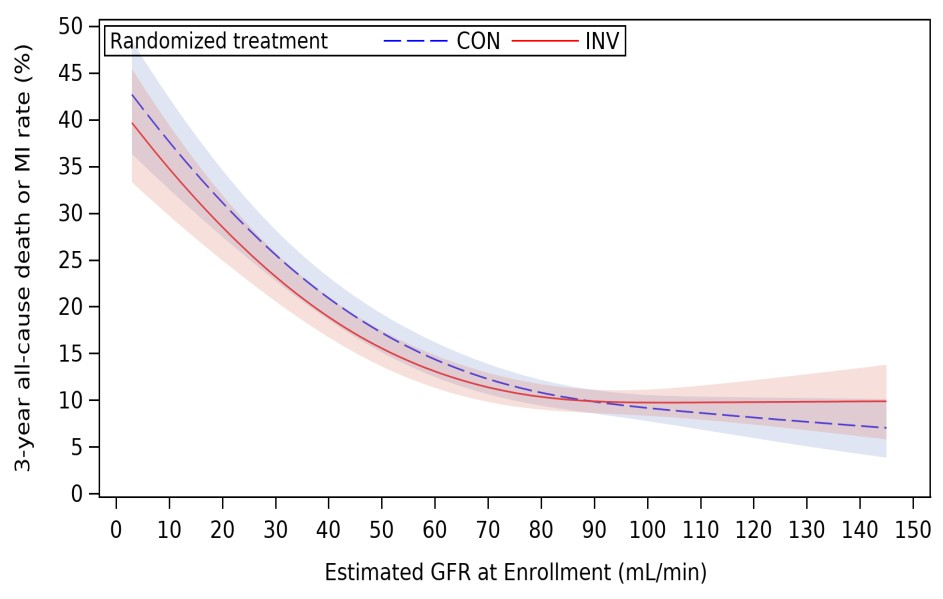 50
Randomized treatment CON INV
45
40
35
30
25
20
15
10
5
0
3-year all-cause death or MI rate (%)
0 10 20 30 40 50 60 70 80 90 100 110 120 130 140 150
Estimated GFR at Enrollment (mL/min)